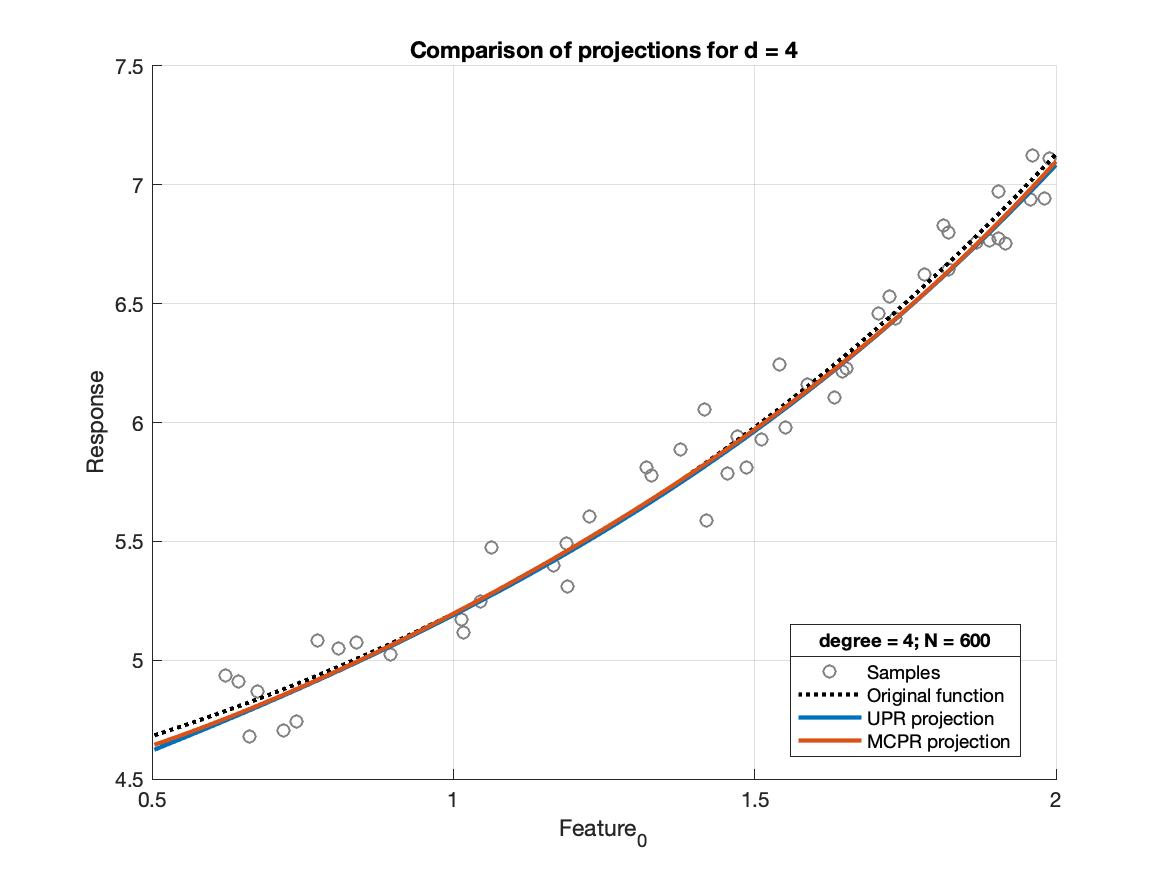 Comparison of projections for d = 4
7.5
7
6.5
6
5.5
5
4.5
Response
0.5
1
1.5
2
Feature_0
degree = 4; N = 600
Samples
Original function
UPR projection
MCPR projection